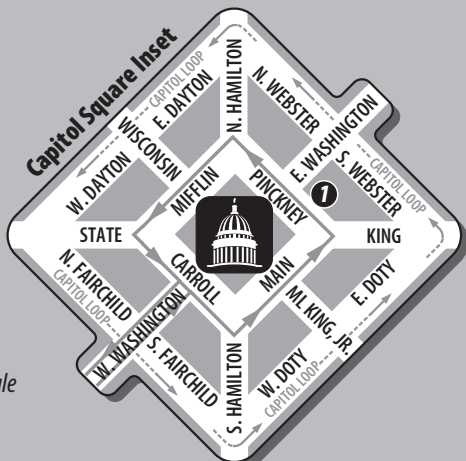 Capitol Square Inset
CAPITOL LOOP
E. DAYTON
N. HAMILTON
N. WEBSTER
WISCONSIN
E. WASHINGTON
W. DAYTON
MIFFLIN
PINCKNEY
1
S. WEBSTER
CAPITOL LOOP
STATE
KING
N. FAIRCHILD
CARROLL
MAIN
E. DOTY
CAPITOL LOOP
W. WASHINGTON
ML KING, JR.
S. FAIRCHILD
S. HAMILTON
W. DOTY
CAPITOL LOOP